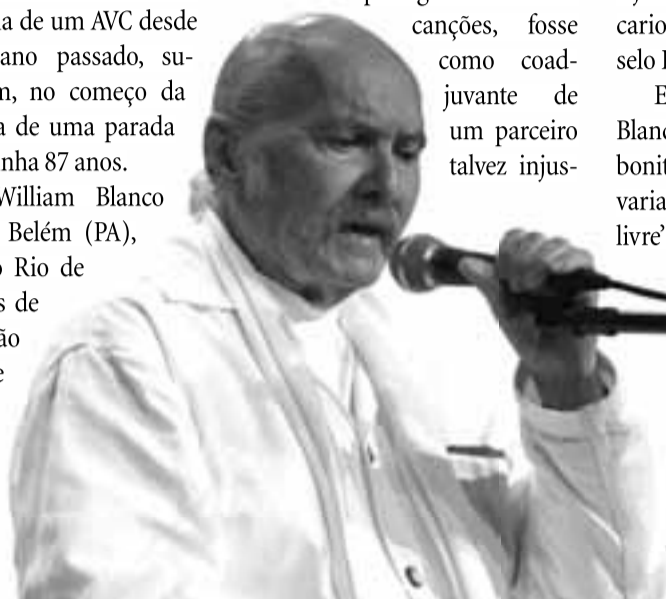 a de um AVC desde
ano passado, su-
m, no começo da
a de uma parada
inha 87 anos.
William Blanco
Belém (PA),
o Rio de
s de
ão
e
canções, fosse
como coad-
juvante de
um parceiro
talvez injus-
cario
selo
E
Blanc
bonit
varia
livre’